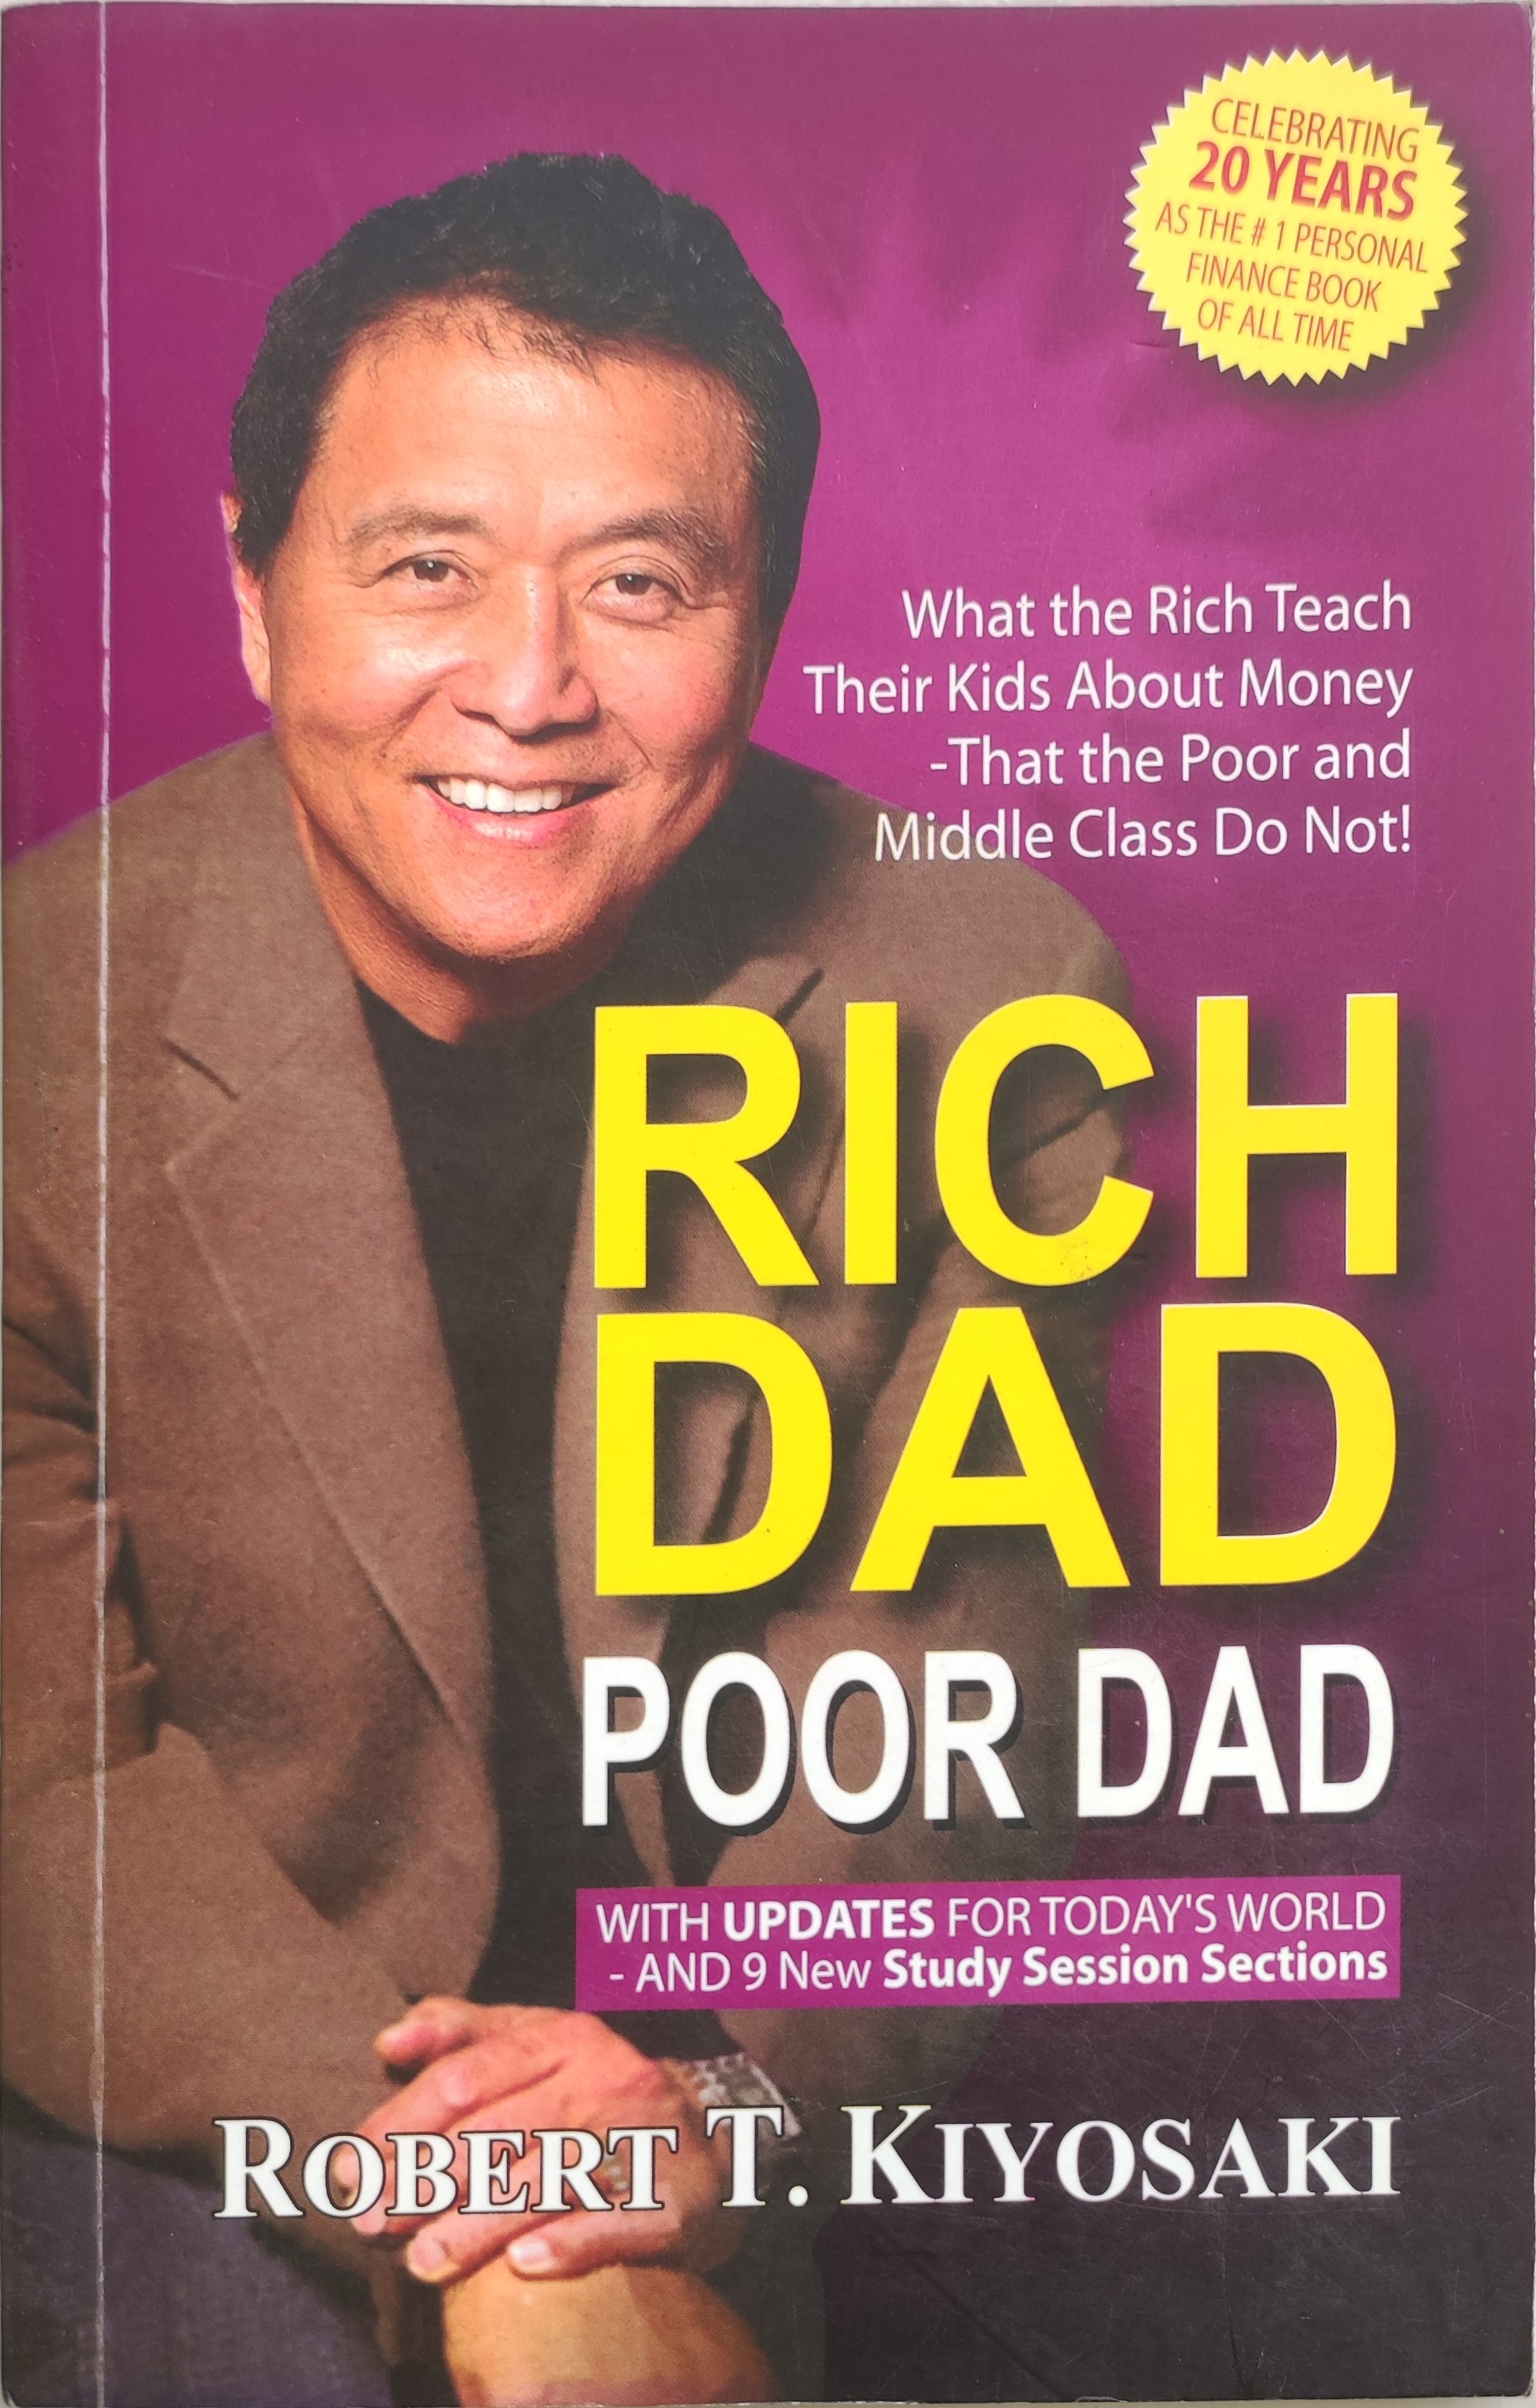 CELEBRATING
20 YEARS
AS THE # 1 PERSONAL
FINANCE BOOK
OF ALL TIME
What the Rich Teach
Their Kids About Money
-That the Poor and
Middle Class Do Not!
RICH
DAD
POOR DAD
WITH UPDATES FOR TODAY'S WORLD
- AND 9 New Study Session Sections
ROBERT T. KIYOSAKI